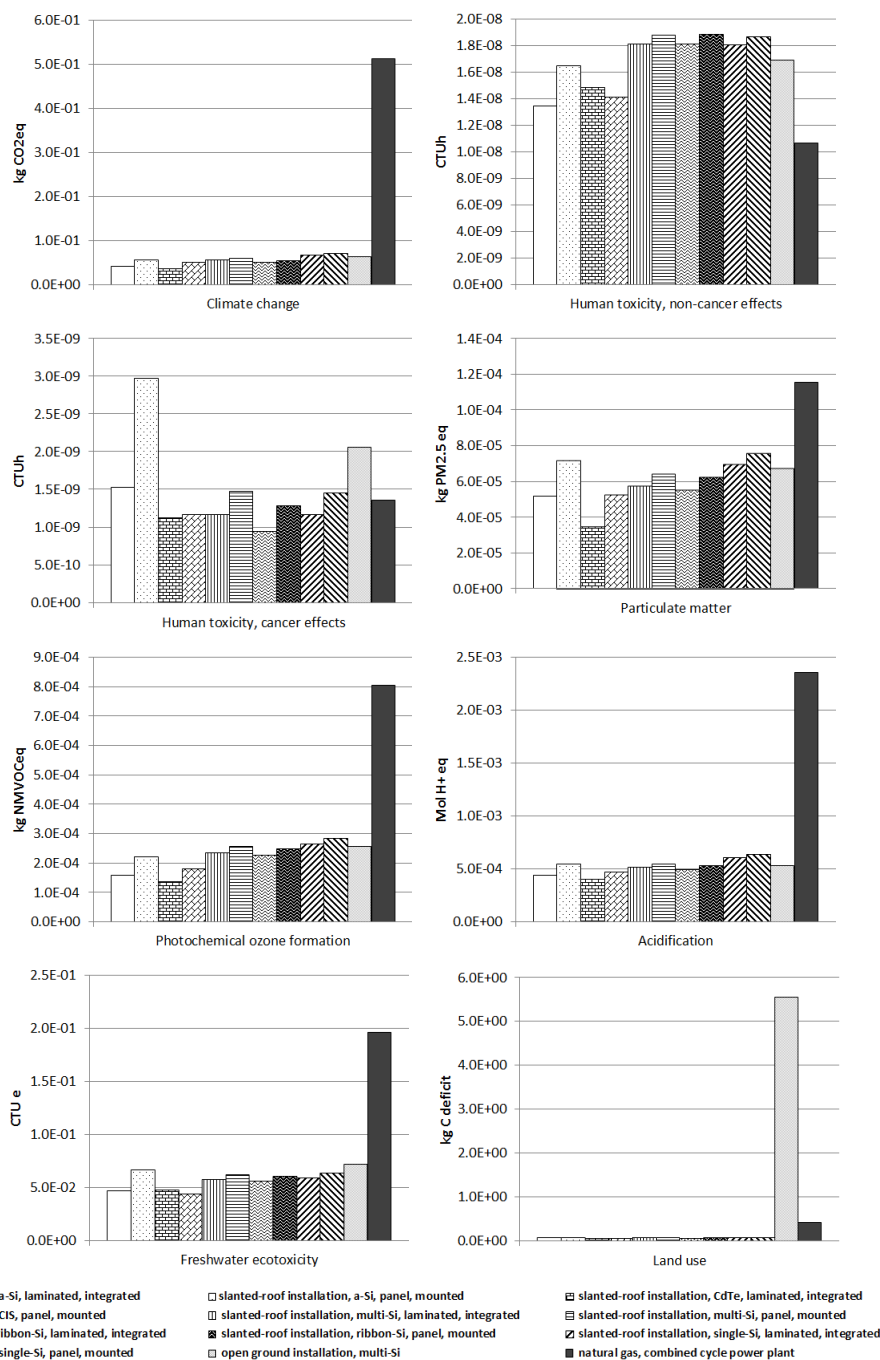 6.0E-01
5.0E-01
4.0E-01
3.0E-01
2.0E-01
1.0E-01
0.0E+00
kg CO2eq
Climate change
2.0E-08
1.8E-08
1.6E-08
1.4E-08
1.2E-08
1.0E-08
8.0E-09
6.0E-09
4.0E-09
2.0E-09
0.0E+00
CTUh
Human toxicity, non-cancer effects
3.5E-09
3.0E-09
2.5E-09
2.0E-09
1.5E-09
1.0E-09
5.0E-10
0.0E+00
CTUh
Human toxicity, cancer effects
1.4E-04
1.2E-04
1.0E-04
8.0E-05
6.0E-05
4.0E-05
2.0E-05
0.0E+00
kg PM2.5 eq
Particulate matter
9.0E-04
8.0E-04
7.0E-04
6.0E-04
5.0E-04
4.0E-04
3.0E-04
2.0E-04
1.0E-04
0.0E+00
kg NMVOCeq
Photochemical ozone formation
2.5E-03
2.0E-03
1.5E-03
1.0E-03
5.0E-04
0.0E+00
Mol H+ eq
Acidification
2.5E-01
2.0E-01
1.5E-01
1.0E-01
5.0E-02
0.0E+00
CTU e
Freshwater ecotoxicity
6.0E+00
5.0E+00
4.0E+00
3.0E+00
2.0E+00
1.0E+00
0.0E+00
kg C deficit
Land use
a-Si, laminated, integrated
slanted-roof installation, a-Si, panel, mounted
slanted-roof installation, CdTe, laminated, integrated
CIS, panel, mounted
slanted-roof installation, multi-Si, laminated, integrated
slanted-roof installation, multi-Si, panel, mounted
ribbon-Si, laminated, integrated
slanted-roof installation, ribbon-Si, panel, mounted
slanted-roof installation, single-Si, laminated, integrated
single-Si, panel, mounted
open ground installation, multi-Si
natural gas, combined cycle power plant